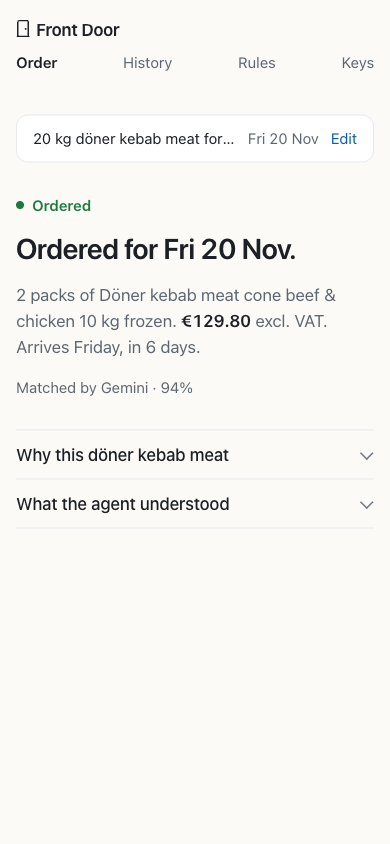 Front Door
Order History Rules Keys
20 kg döner kebab meat for... Fri 20 Nov Edit
Ordered
Ordered for Fri 20 Nov.
2 packs of Döner kebab meat cone beef &
chicken 10 kg frozen. €129.80 excl. VAT.
Arrives Friday, in 6 days.
Matched by Gemini · 94%
Why this döner kebab meat
What the agent understood